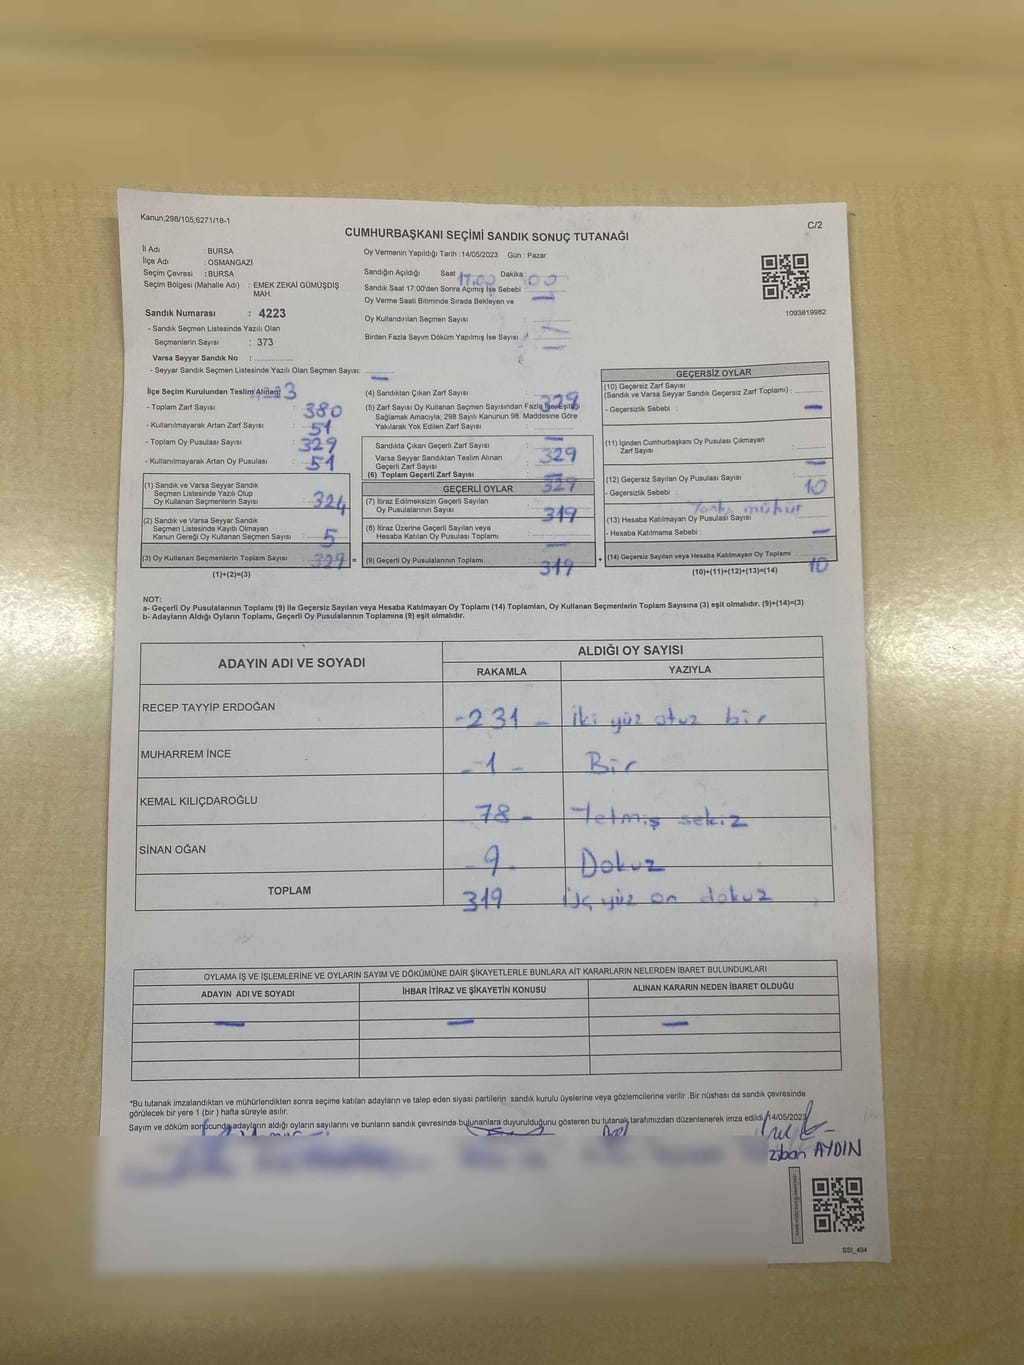 Kanun;298/105;6271/18-1
CUMHURBAŞKANI SEÇİMİ SANDIK SONUÇ TUTANAĞI
C/2
İl Adı : BURSA
İlçe Adı : OSMANGAZİ
Seçim Çevresi : BURSA
Seçim Bölgesi (Mahalle Adı) : EMEK ZEKAİ GÜMÜŞDİŞ MAH.
Sandık Numarası : 4223
- Sandık Seçmen Listesinde Yazılı Olan
Seçmenlerin Sayısı : 373
Varsa Seyyar Sandık No :
- Seyyar Sandık Seçmen Listesinde Yazılı Olan Seçmen Sayısı: —
Oy Vermenin Yapıldığı Tarih : 14/05/2023 Gün : Pazar
Sandığın Açıldığı Saat 17.00 Dakika : 00
Sandık Saat 17:00'den Sonra Açımış İse Sebebi : —
Oy Verme Saati Bitiminde Sırada Bekleyen ve
Oy Kullandırılan Seçmen Sayısı
Birden Fazla Sayım Döküm Yapılmış İse Sayısı
1093819982
İlçe Seçim Kurulundan Teslim Alınan;
- Toplam Zarf Sayısı : 380
- Kullanılmayarak Artan Zarf Sayısı : 51
- Toplam Oy Pusulası Sayısı : 329
- Kullanılmayarak Artan Oy Pusulası : 51
(1) Sandık ve Varsa Seyyar Sandık
Seçmen Listesinde Yazılı Olup
Oy Kullanan Seçmenlerin Sayısı : 324
(2) Sandık ve Varsa Seyyar Sandık
Seçmen Listesinde Kayıtlı Olmayan
Kanun Gereği Oy Kullanan Seçmen Sayısı : 5
(3) Oy Kullanan Seçmenlerin Toplam Sayısı : 329
(1)+(2)=(3)
(4) Sandıktan Çıkan Zarf Sayısı : 329
(5) Zarf Sayısı Oy Kullanan Seçmen Sayısından Fazla İse, Eşitliği
Sağlamak Amacıyla; 298 Sayılı Kanunun 98. Maddesine Göre
Yakılarak Yok Edilen Zarf Sayısı : —
Sandıkta Çıkan Geçerli Zarf Sayısı : 329
Varsa Seyyar Sandıktan Teslim Alınan
Geçerli Zarf Sayısı : —
(6) Toplam Geçerli Zarf Sayısı : 329
GEÇERLİ OYLAR
(7) İtiraz Edilmeksizin Geçerli Sayılan
Oy Pusulasının Sayısı : 319
(8) İtiraz Üzerine Geçerli Sayılan veya
Hesaba Katılan Oy Pusulası Toplamı : —
(9) Geçerli Oy Pusulalarının Toplamı : 319
GEÇERSİZ OYLAR
(10) Geçersiz Zarf Sayısı
(Sandık ve Varsa Seyyar Sandık Geçersiz Zarf Toplamı) :
- Geçersizlik Sebebi : —
(11) İçinden Cumhurbaşkanı Oy Pusulası Çıkmayan
Zarf Sayısı : —
(12) Geçersiz Sayılan Oy Pusulası Sayısı : 10
- Geçersizlik Sebebi : mühür
(13) Hesaba Katılmayan Oy Pusulası Sayısı :
- Hesaba Katılmama Sebebi : —
(14) Geçersiz Sayılan veya Hesaba Katılmayan Oy Toplamı : 10
(10)+(11)+(12)+(13)=(14)
NOT:
a- Geçerli Oy Pusulalarının Toplamı (9) ile Geçersiz Sayılan veya Hesaba Katılmayan Oy Toplamı (14) Toplamları, Oy Kullanan Seçmenlerin Toplam Sayısına (3) eşit olmalıdır. (9)+(14)=(3)
b- Adayların Aldığı Oyların Toplamı, Geçerli Oy Pusulalarının Toplamına (9) eşit olmalıdır.
ADAYIN ADI VE SOYADI ALDIĞI OY SAYISI
RAKAMLA YAZIYLA
RECEP TAYYİP ERDOĞAN -231- İki yüz otuz bir
MUHARREM İNCE -1- Bir
KEMAL KILIÇDAROĞLU 78- Yetmiş sekiz
SİNAN OĞAN -9- Dokuz
TOPLAM 319 üç yüz on dokuz
OYLAMA İŞ VE İŞLEMLERİNE VE OYLARIN SAYIM VE DÖKÜMÜNE DAİR ŞİKAYETLERLE BUNLARA AİT KARARLARIN NELERDEN İBARET BULUNDUKLARI
ADAYIN ADI VE SOYADI İHBAR İTİRAZ VE ŞİKAYETİN KONUSU ALINAN KARARIN NEDEN İBARET OLDUĞU
— — —
*Bu tutanak imzalandıktan ve mühürlendikten sonra seçime katılan adayların ve talep eden siyasi partilerin sandık kurulu üyelerine veya gözlemcilerine verilir .Bir nüshası da sandık çevresinde
görülecek bir yere 1 (bir ) hafta süreyle asılır.
Sayım ve döküm sonucunda adayların aldığı oyların sayılarını ve bunların sandık çevresinde bulunanlara duyurulduğunu gösteren bu tutanak tarafımızdan düzenlenerek imza edildi. 14/05/2023
AYDIN
SSI_404